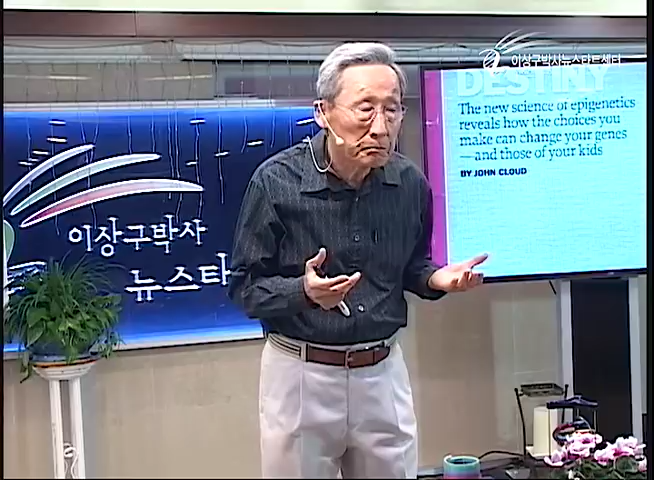 이상구박사뉴스타트센터
DESTINY
The new science of epigenetics
reveals how the choices you
make can change your genes
—and those of your kids
BY JOHN CLOUD
이상구박사
뉴스타트